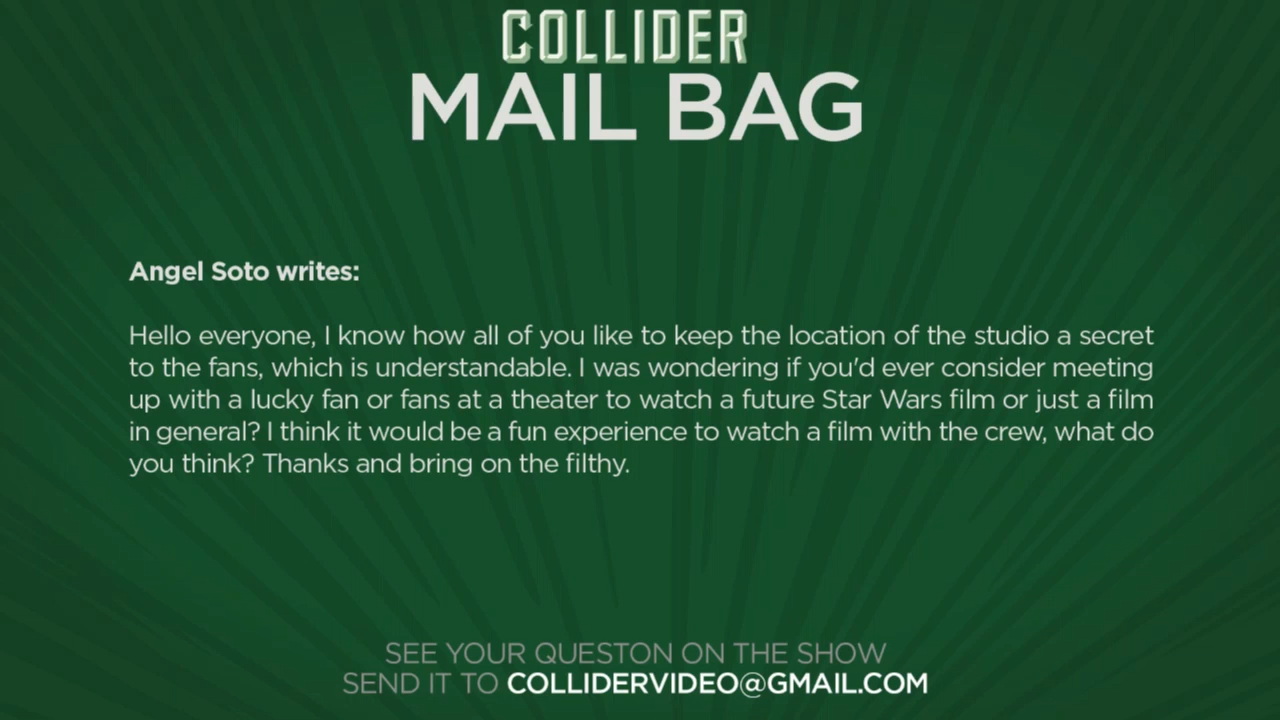 COLLIDER
MAIL BAG
Angel Soto writes:
Hello everyone, I know how all of you like to keep the location of the studio a secret
to the fans, which is understandable. I was wondering if you'd ever consider meeting
up with a lucky fan or fans at a theater to watch a future Star Wars film or just a film
in general? I think it would be a fun experience to watch a film with the crew, what do
you think? Thanks and bring on the filthy.
SEE YOUR QUESTON ON THE SHOW
SEND IT TO COLLIDERVIDEO@GMAIL.COM